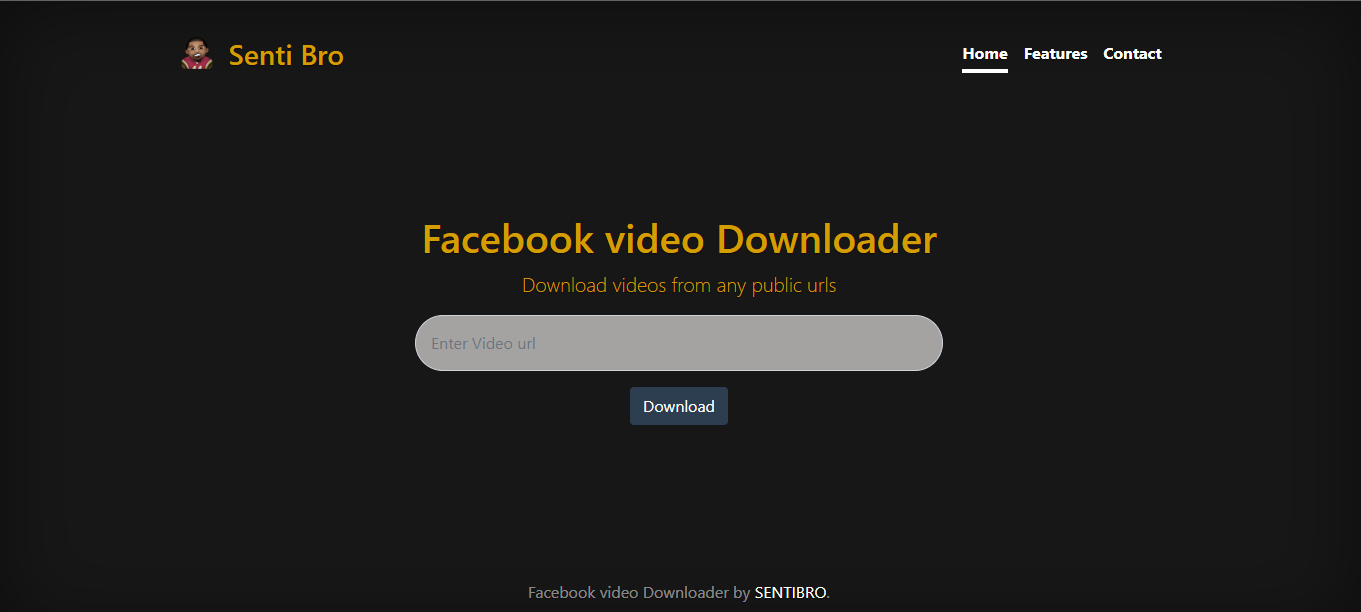 Senti Bro
Home Features Contact
Facebook video Downloader
Download videos from any public urls
Enter Video url
Download
Facebook video Downloader by SENTIBRO.